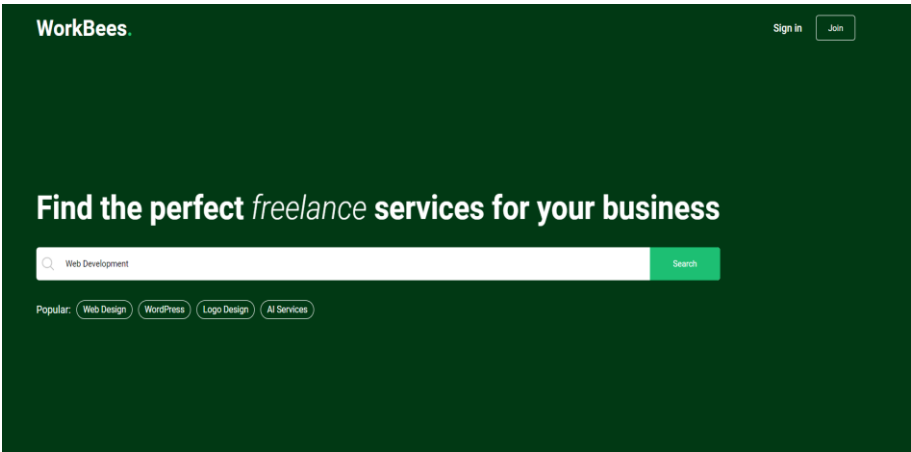 WorkBees.
Sign in Join
Find the perfect freelance services for your business
Web Development Search
Popular: Web Design WordPress Logo Design AI Services